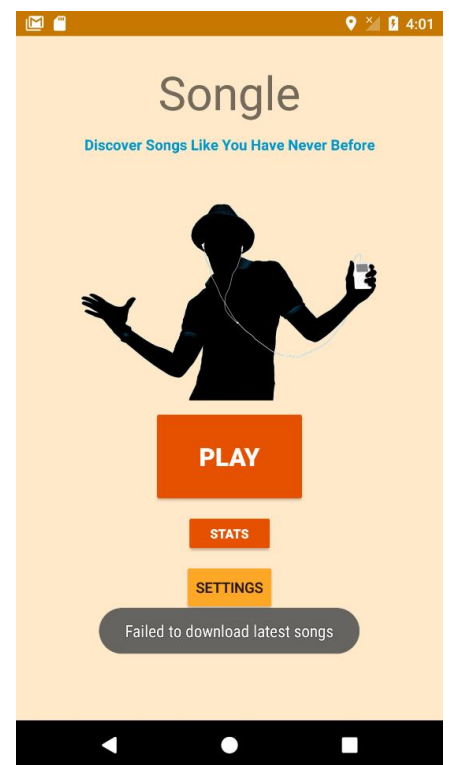 4:01
Songle
Discover Songs Like You Have Never Before
PLAY
STATS
SETTINGS
Failed to download latest songs